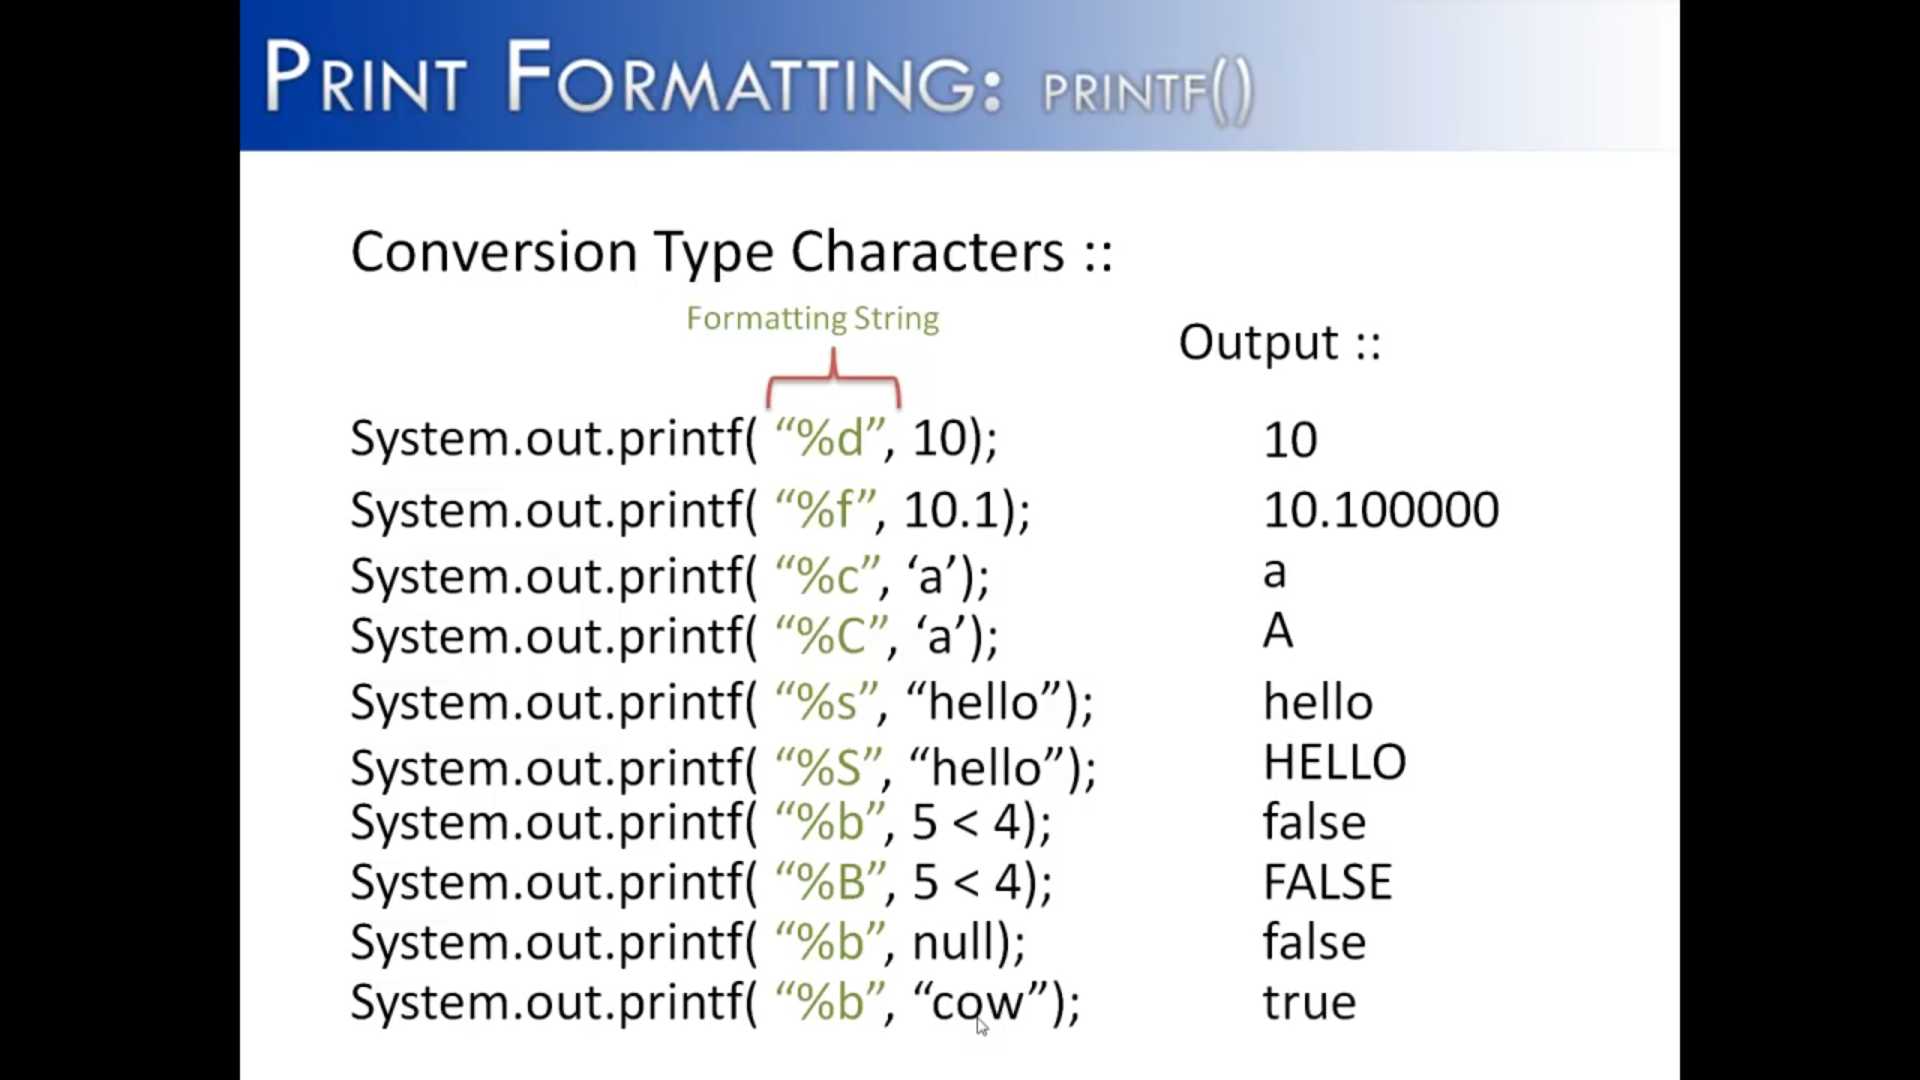 PRINT FORMATTING: PRINTF()
Conversion Type Characters ::
Formatting String
Output ::
System.out.printf( “%d”, 10); 10
System.out.printf( “%f”, 10.1); 10.100000
System.out.printf( “%c”, ‘a’); a
System.out.printf( “%C”, ‘a’); A
System.out.printf( “%s”, “hello”); hello
System.out.printf( “%S”, “hello”); HELLO
System.out.printf( “%b”, 5 < 4); false
System.out.printf( “%B”, 5 < 4); FALSE
System.out.printf( “%b”, null); false
System.out.printf( “%b”, “cow”); true